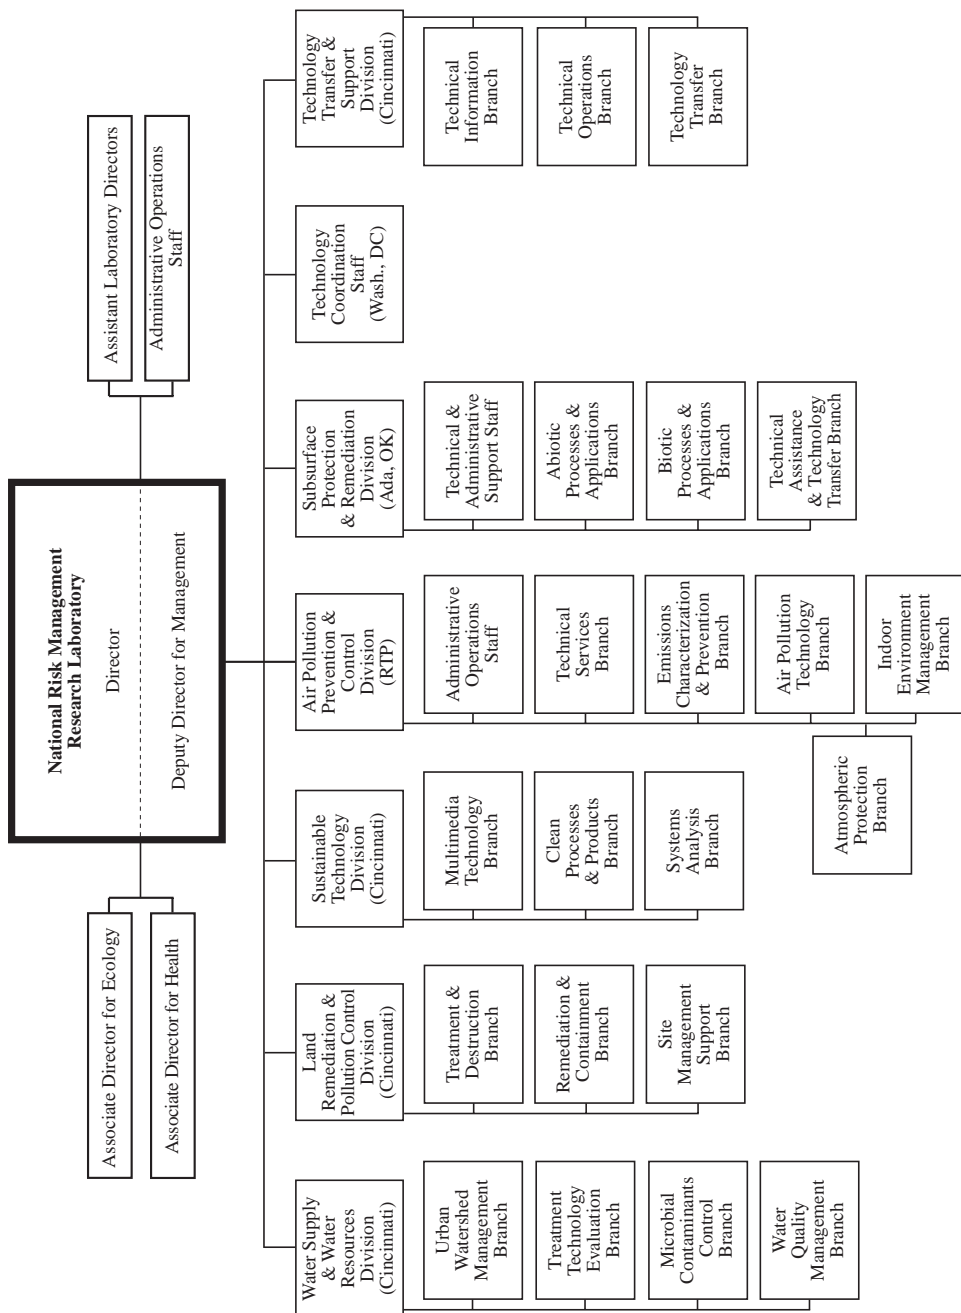 National Risk Management
Research Laboratory
Director
Deputy Director for Management
Associate Director for Ecology
Associate Director for Health
Assistant Laboratory Directors
Administrative Operations
Staff
Water Supply
& Water
Resources
Division
(Cincinnati)
Urban
Watershed
Management
Branch
Treatment
Technology
Evaluation
Branch
Microbial
Contaminants
Control
Branch
Water
Quality
Management
Branch
Land
Remediation &
Pollution Control
Division
(Cincinnati)
Treatment &
Destruction
Branch
Remediation &
Containment
Branch
Site
Management
Support
Branch
Sustainable
Technology
Division
(Cincinnati)
Multimedia
Technology
Branch
Clean
Processes
& Products
Branch
Systems
Analysis
Branch
Air Pollution
Prevention &
Control
Division
(RTP)
Administrative
Operations
Staff
Technical
Services
Branch
Emissions
Characterization
& Prevention
Branch
Air Pollution
Technology
Branch
Atmospheric
Protection
Branch
Indoor
Environment
Management
Branch
Subsurface
Protection
& Remediation
Division
(Ada, OK)
Technical &
Administrative
Support Staff
Abiotic
Processes &
Applications
Branch
Biotic
Processes &
Applications
Branch
Technical
Assistance
& Technology
Transfer Branch
Technology
Coordination
Staff
(Wash., DC)
Technology
Transfer &
Support
Division
(Cincinnati)
Technical
Information
Branch
Technical
Operations
Branch
Technology
Transfer
Branch